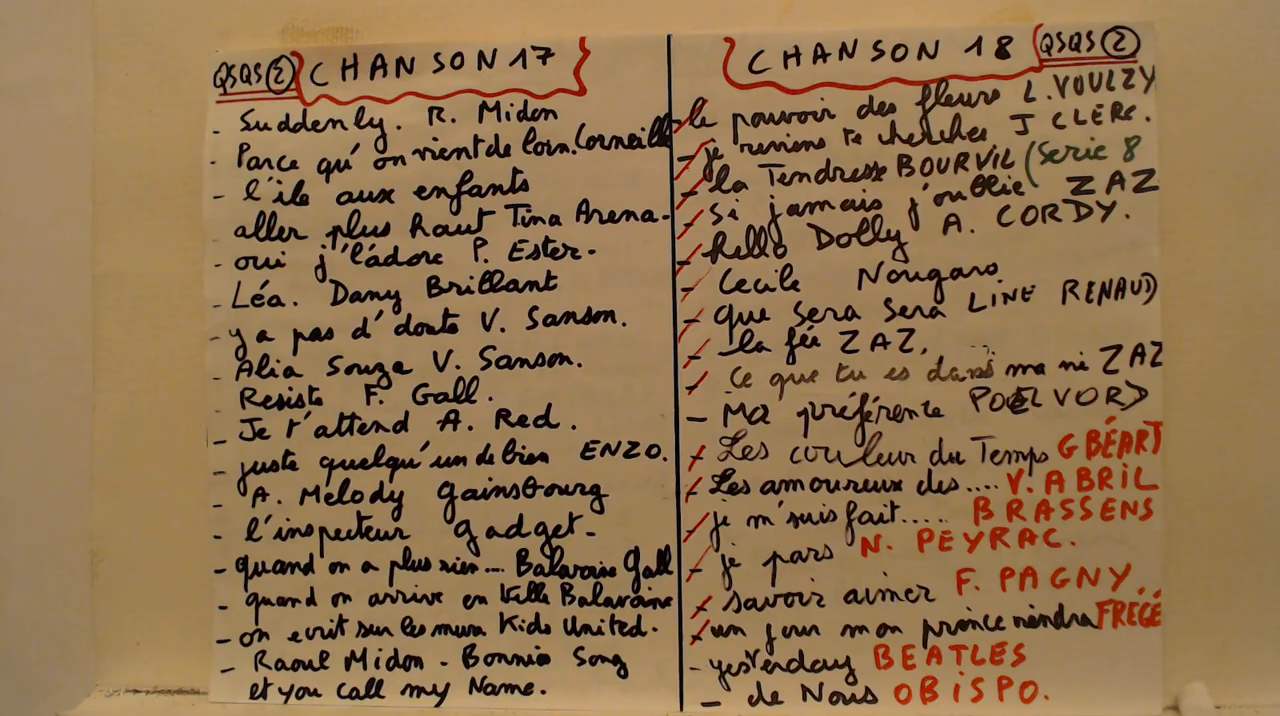 QSQS 2 CHANSON 17
- Suddenly. R. Midon
- Parce qu'on vient de loin. Corneille
- l'ile aux enfants
aller plus haut Tina Arena-
- oui j'l'adore P. Ester-
- Léa. Dany Brillant
- y a pas d'doute V. Sanson.
- Alia Souza V. Sanson.
- Resiste F. Gall.
- Je t'attend A. Red.
- juste quelqu'un de bien ENZO.
- A. Melody Gainsbourg
- l'inspecteur gadget-
- quand on a plus rien... Balavoine Gall
- quand on arrive en Ville Balavoine
- on ecrit sur les murs Kids United.
- Raoul Midon - Bonnie Song
et you call my Name.
CHANSON 18 QSQS 2
- le pouvoir des fleurs L. VOULZY
- je reviens te chercher J CLERC.
- la Tendresse BOURVIL (Serie 8
- Si jamais j'oublie ZAZ
- hello Dolly A. CORDY.
- Cecile Nougaro
- que Sera Sera LINE RENAUD
- la fée ZAZ.
- Ce que tu es dans ma vie ZAZ
- Ma préférence POELVORD
- Les couleur du Temps G BÉART
- Les amoureux des.... V. ABRIL
- je m'suis fait..... BRASSENS
- je pars N. PEYRAC.
- savoir aimer F. PAGNY.
- un jour mon prince viendra FREGÉ
- yesterday BEATLES
- de Nous OBiSPO.